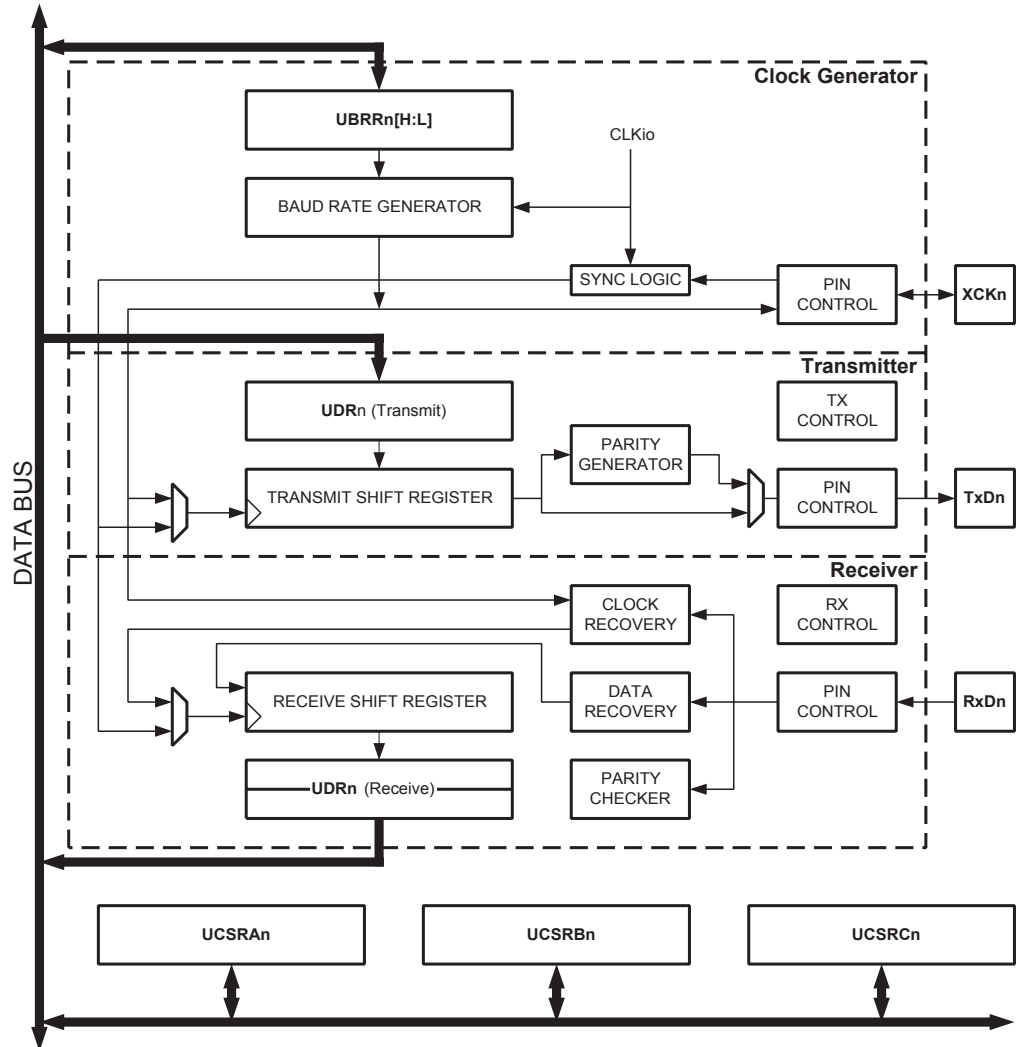 Clock Generator
UBRRn[H:L]
CLKio
BAUD RATE GENERATOR
SYNC LOGIC
PIN
CONTROL
XCKn
Transmitter
UDRn (Transmit)
TX
CONTROL
PARITY
GENERATOR
TRANSMIT SHIFT REGISTER
PIN
CONTROL
TxDn
DATA BUS
Receiver
CLOCK
RECOVERY
RX
CONTROL
RECEIVE SHIFT REGISTER
DATA
RECOVERY
PIN
CONTROL
RxDn
UDRn (Receive)
PARITY
CHECKER
UCSRAn
UCSRBn
UCSRCn